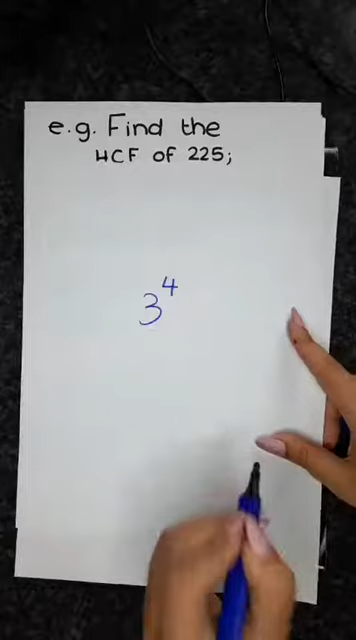 e.g. Find the
HCF of 225;
3⁴